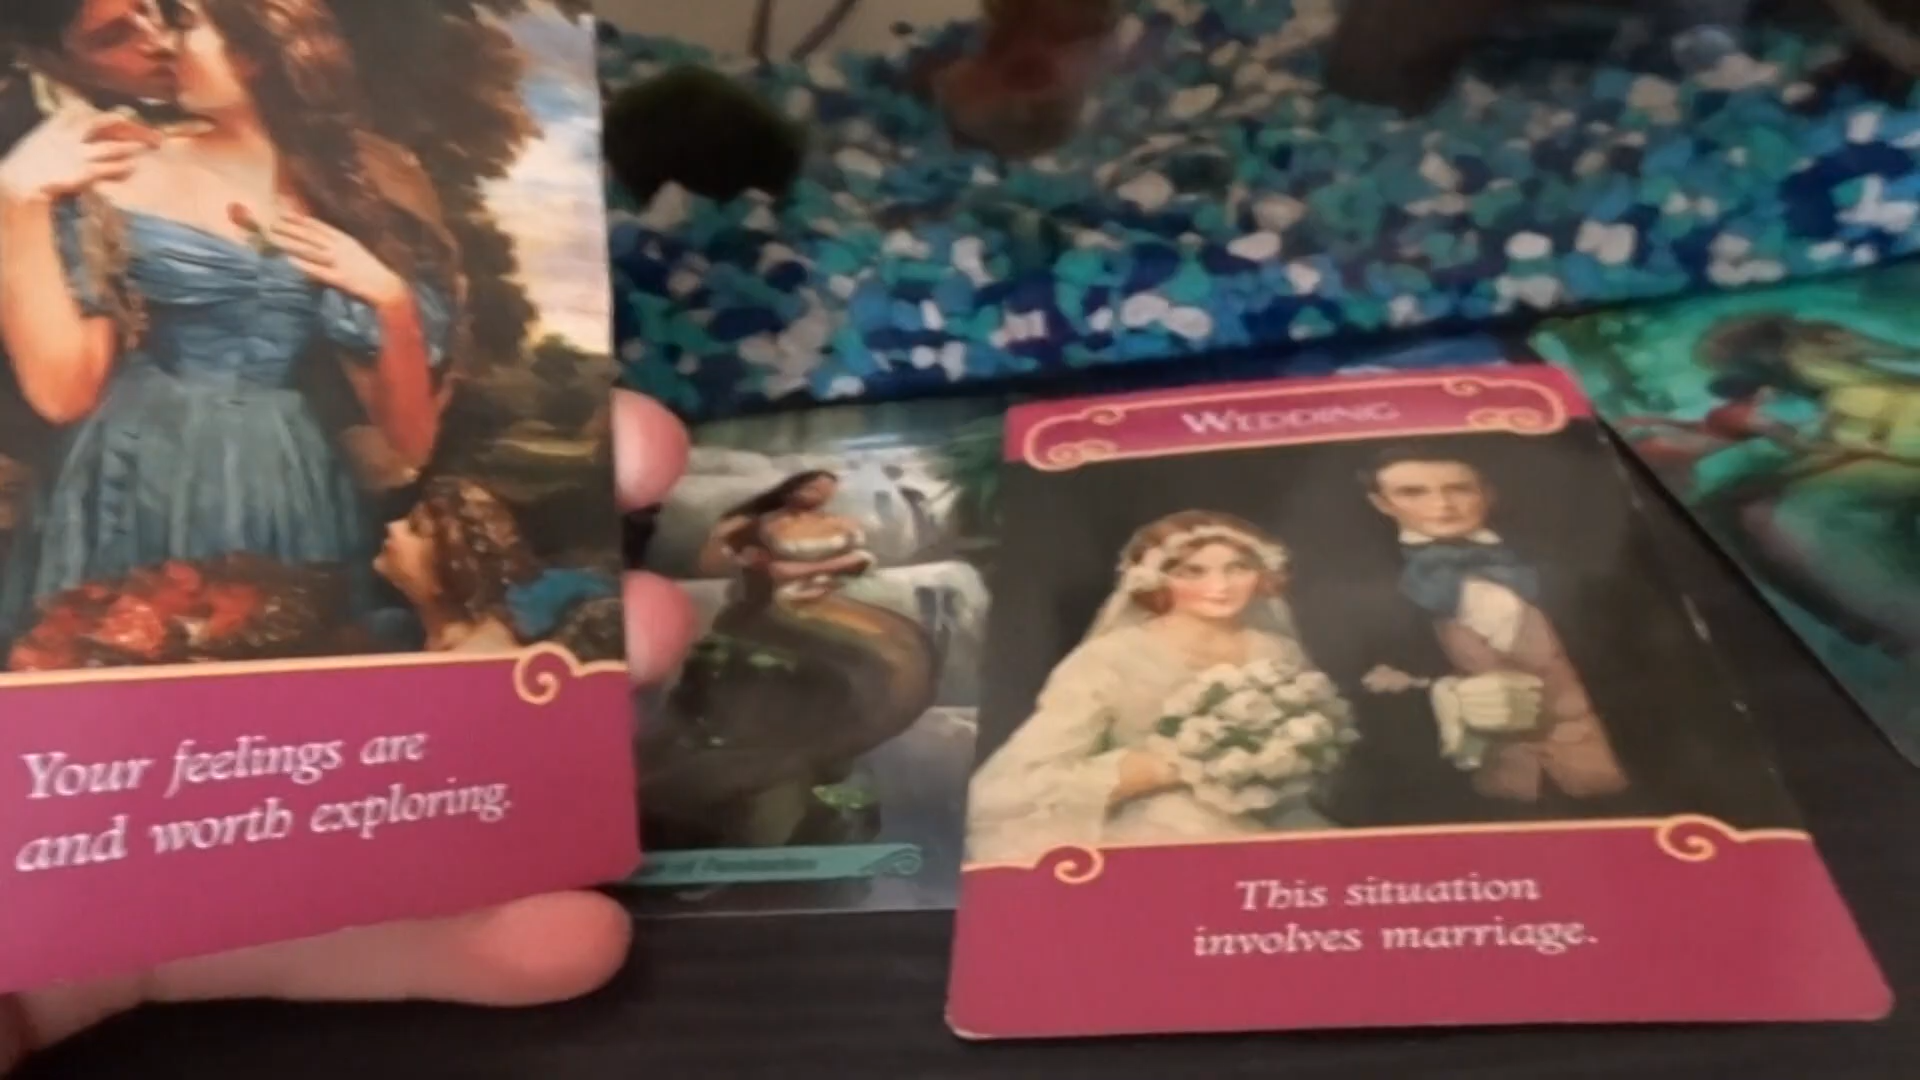 Your feelings are
and worth exploring.
WEDDING
This situation
involves marriage.